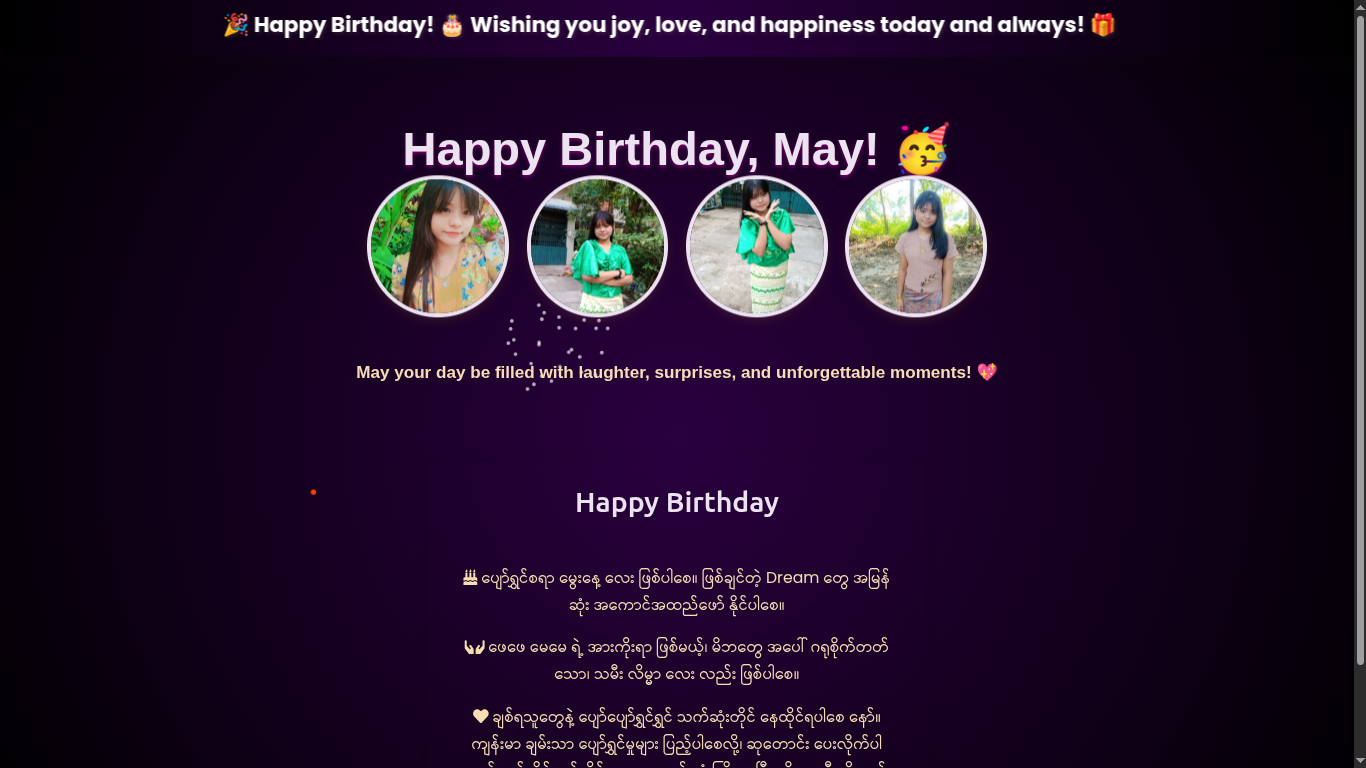 🎉 Happy Birthday! 🎂 Wishing you joy, love, and happiness today and always! 🎁
Happy Birthday, May! 🥳
May your day be filled with laughter, surprises, and unforgettable moments! 💖
Happy Birthday
ပျော်ရွှင်စရာ မွေးနေ့ လေး ဖြစ်ပါစေ။ ဖြစ်ချင်တဲ့ Dream တွေ အမြန်
ဆုံး အကောင်အထည်ဖော် နိုင်ပါစေ။
ဖေဖေ မေမေ ရဲ့ အားကိုးရာ ဖြစ်မယ့်၊ မိဘတွေ အပေါ် ဂရုစိုက်တတ်
သော၊ သမီး လိမ္မာ လေး လည်း ဖြစ်ပါစေ။
ချစ်ရသူတွေနဲ့ ပျော်ပျော်ရွှင်ရွှင် သက်ဆုံးတိုင် နေထိုင်ရပါစေ နော်။
ကျန်းမာ ချမ်းသာ ပျော်ရွှင်မှုများ ပြည့်ပါစေလို့၊ ဆုတောင်း ပေးလိုက်ပါ